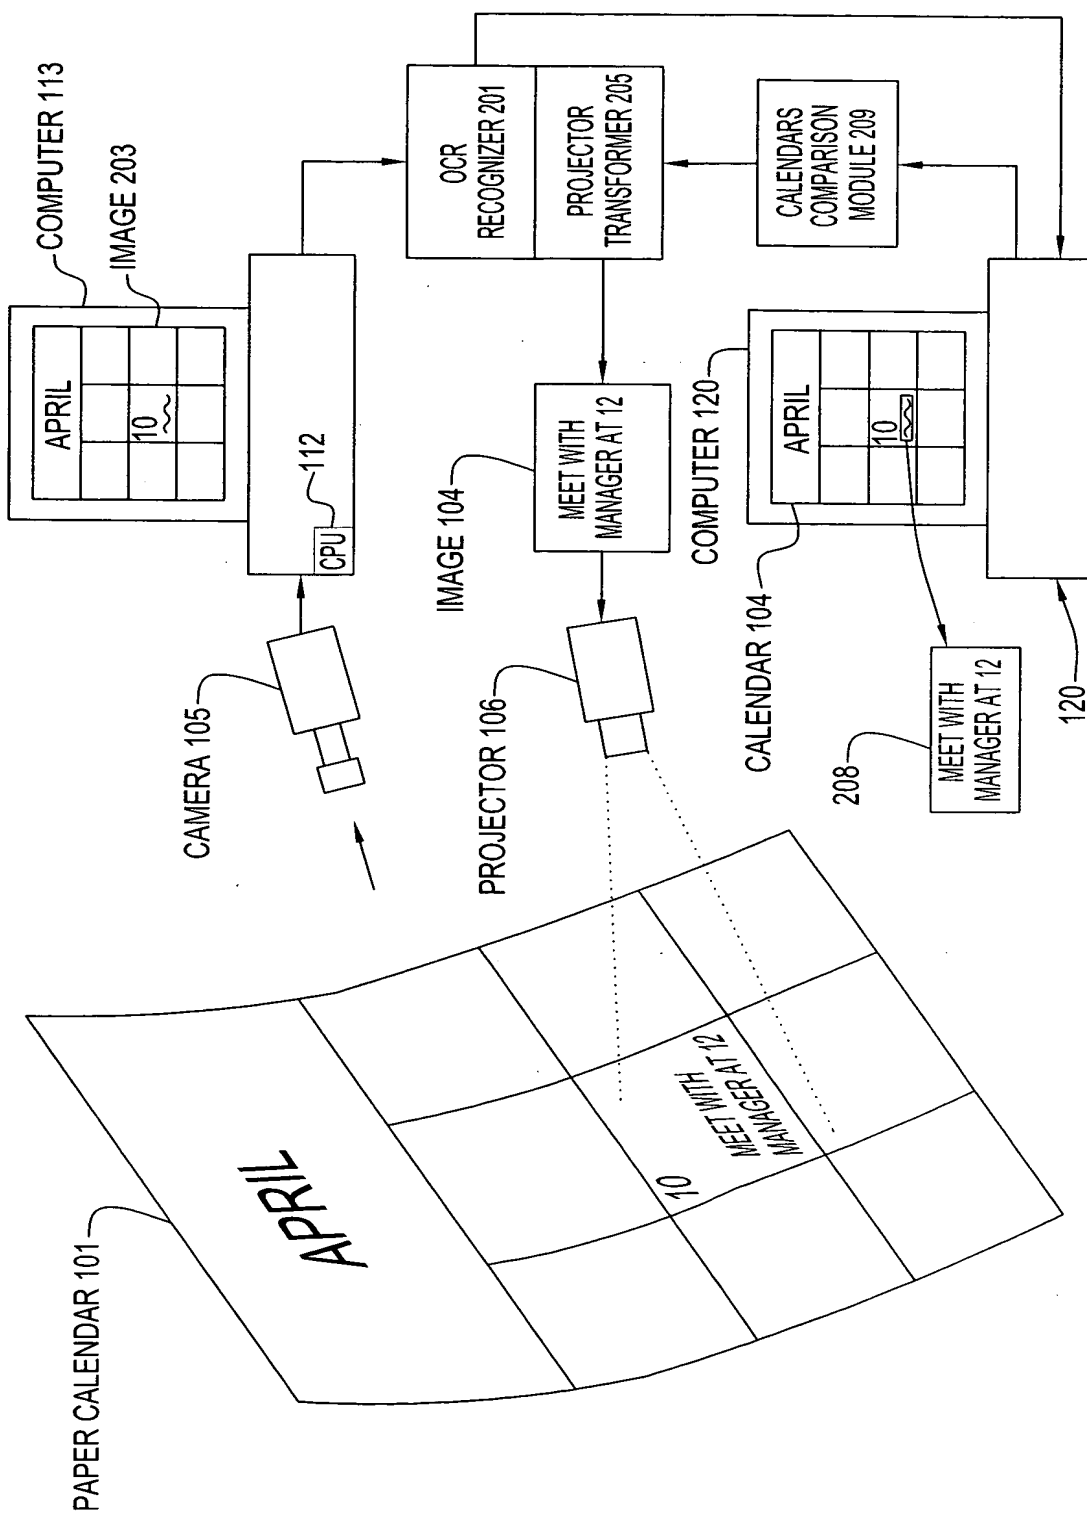 PAPER CALENDAR 101
APRIL
10
MEET WITH
MANAGER AT 12
CAMERA 105
COMPUTER 113
IMAGE 203
APRIL
10
112
CPU
OCR
RECOGNIZER 201
PROJECTOR
TRANSFORMER 205
CALENDARS
COMPARISON
MODULE 209
IMAGE 104
MEET WITH
MANAGER AT 12
PROJECTOR 106
COMPUTER 120
CALENDAR 104
APRIL
10
208
MEET WITH
MANAGER AT 12
120